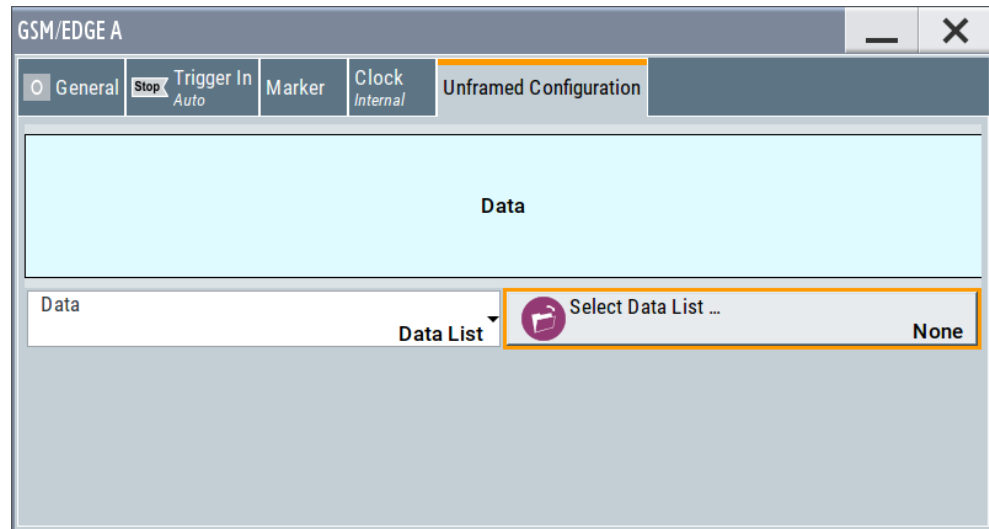 GSM/EDGE A
O General
Stop Trigger In
Auto
Marker
Clock
Internal
Unframed Configuration
Data
Data
Data List
Select Data List ...
None